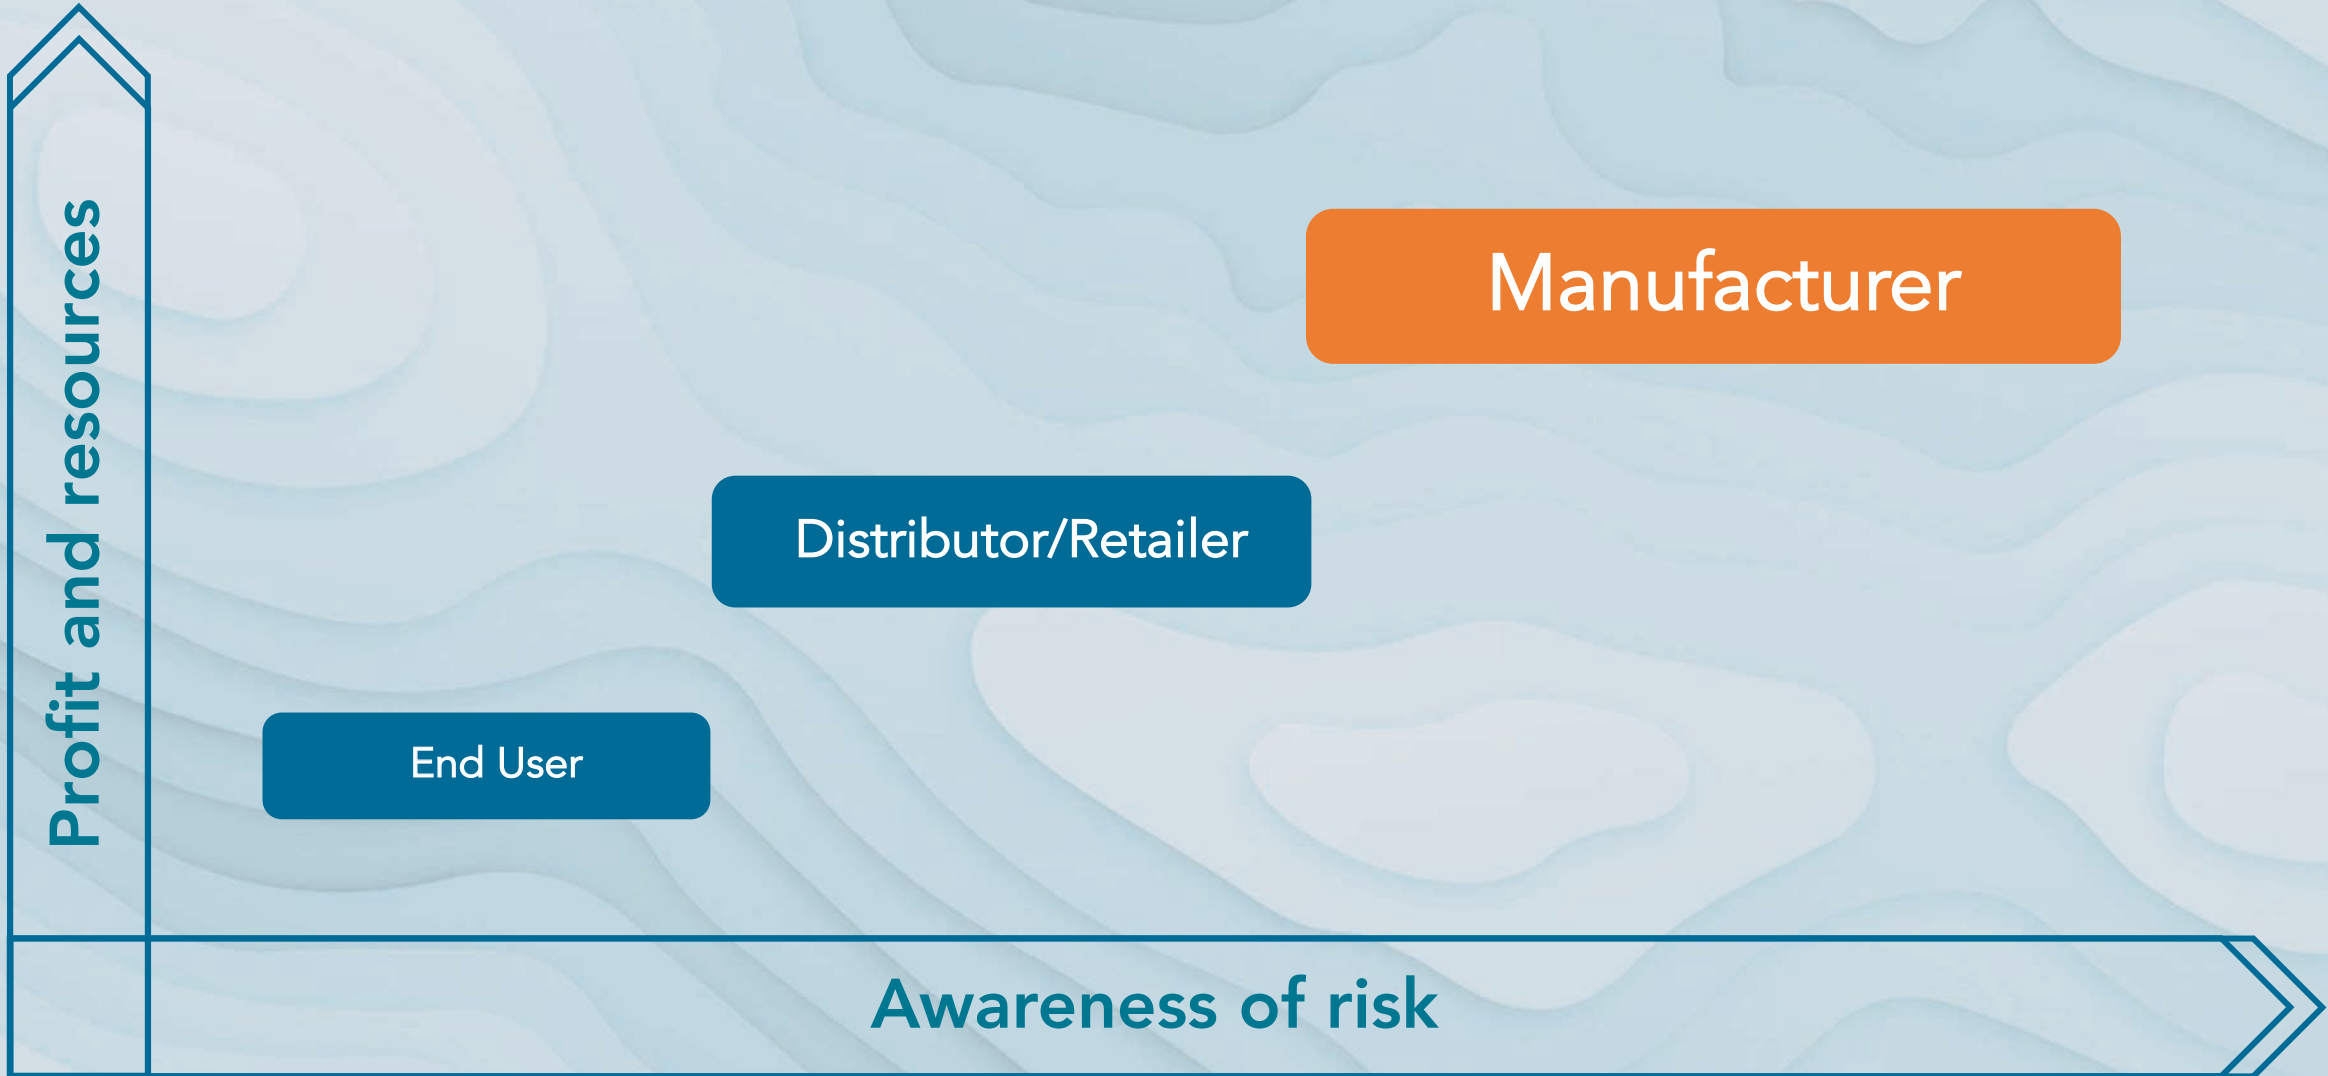 Profit and resources
Manufacturer
Distributor/Retailer
End User
Awareness of risk